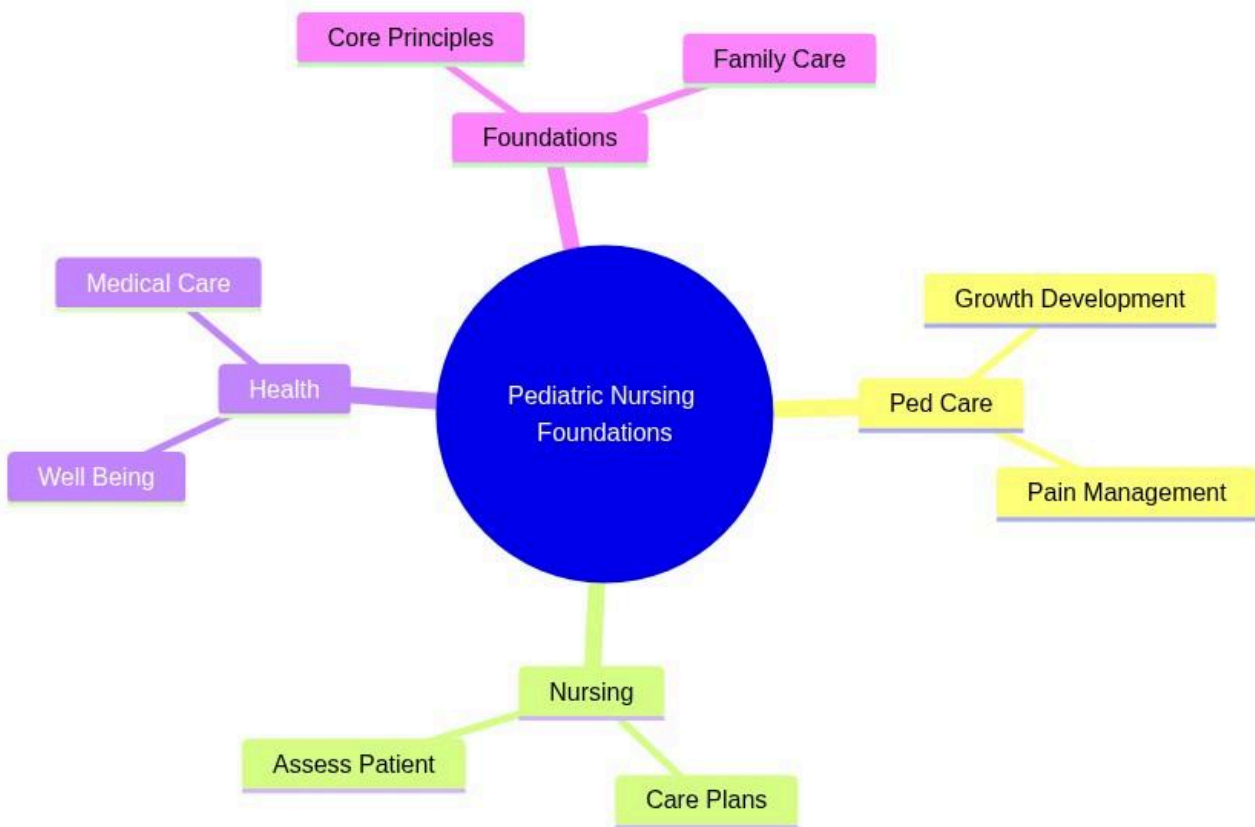 Core Principles
Family Care
Foundations
Medical Care
Growth Development
Health
Pediatric Nursing
Foundations
Ped Care
Well Being
Pain Management
Nursing
Assess Patient
Care Plans